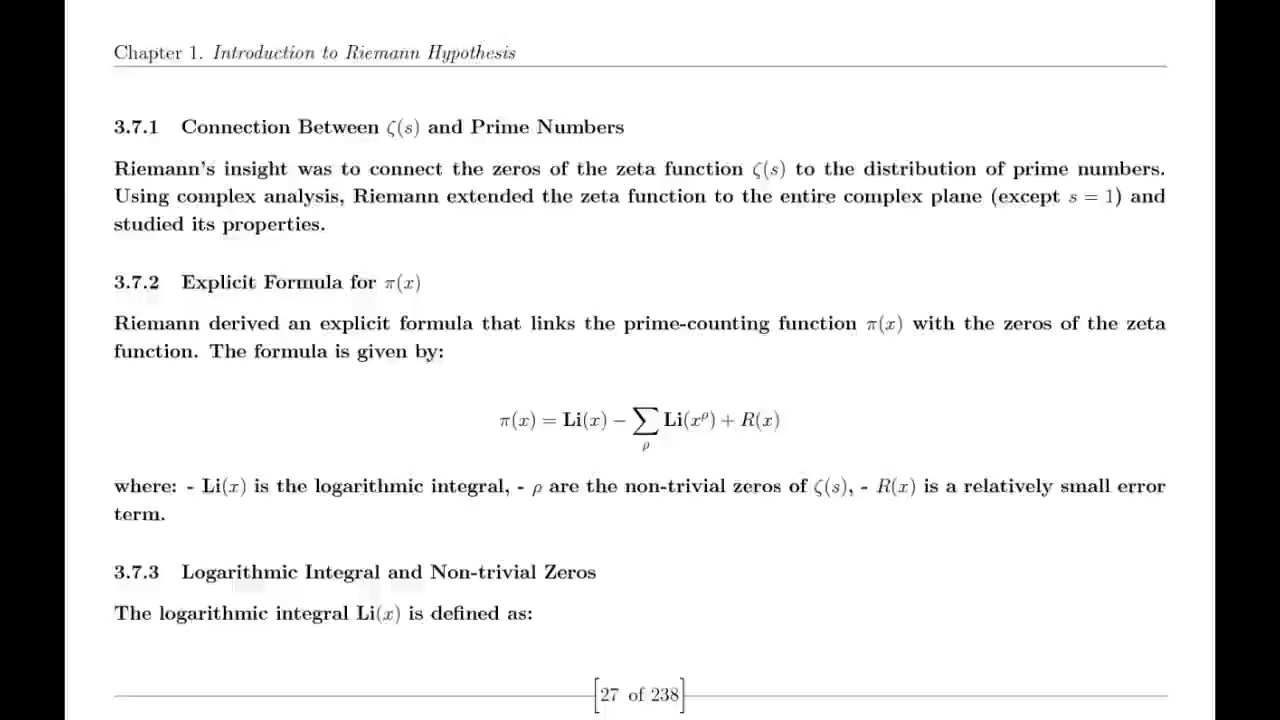 Chapter 1. Introduction to Riemann Hypothesis
3.7.1 Connection Between ζ(s) and Prime Numbers
Riemann's insight was to connect the zeros of the zeta function ζ(s) to the distribution of prime numbers.
Using complex analysis, Riemann extended the zeta function to the entire complex plane (except s = 1) and
studied its properties.
3.7.2 Explicit Formula for π(x)
Riemann derived an explicit formula that links the prime-counting function π(x) with the zeros of the zeta
function. The formula is given by:
π(x) = Li(x) − ∑ Li(x^ρ) + R(x)
ρ
where: - Li(x) is the logarithmic integral, - ρ are the non-trivial zeros of ζ(s), - R(x) is a relatively small error
term.
3.7.3 Logarithmic Integral and Non-trivial Zeros
The logarithmic integral Li(x) is defined as:
[27 of 238]